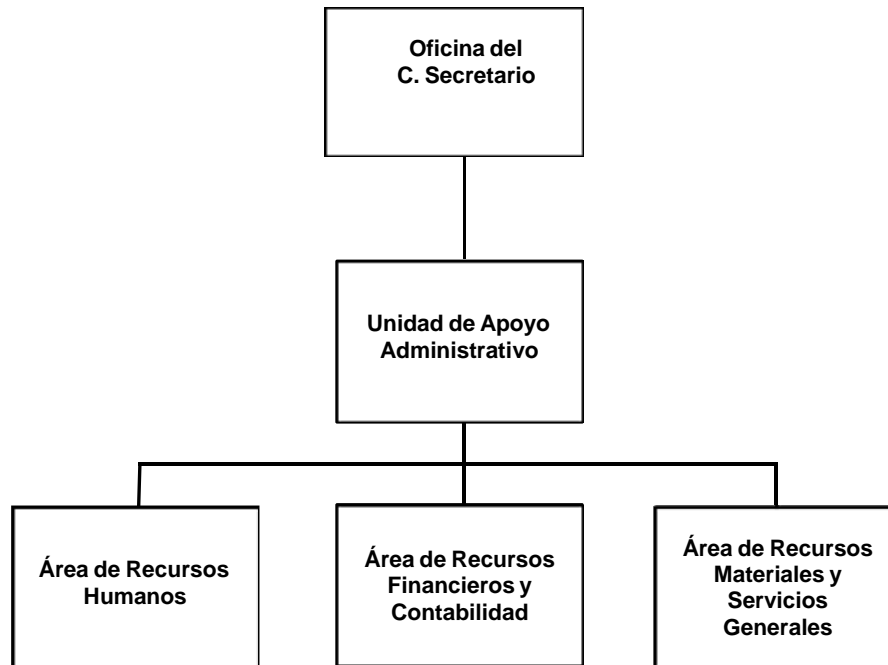 Oficina del
C. Secretario
Unidad de Apoyo
Administrativo
Área de Recursos
Humanos
Área de Recursos
Financieros y
Contabilidad
Área de Recursos
Materiales y
Servicios
Generales